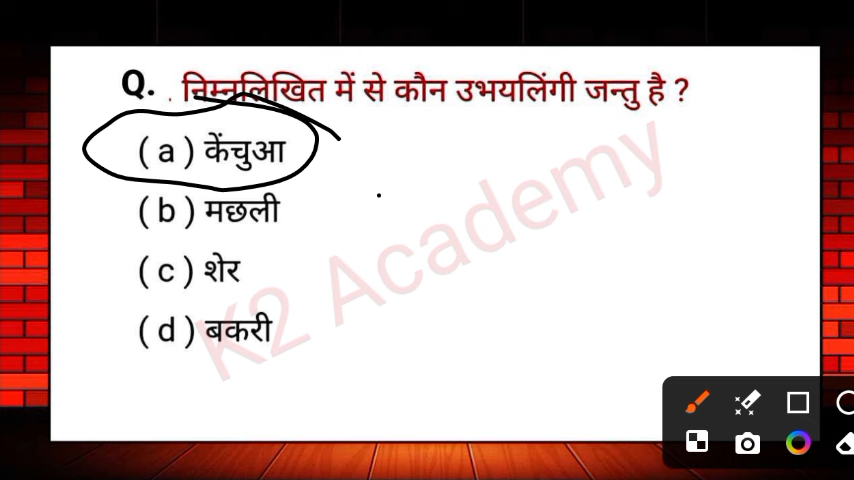 Q. . निम्नलिखित में से कौन उभयलिंगी जन्तु है ?
( a ) केंचुआ
( b ) मछली
( c ) शेर
( d ) बकरी
K2 Academy